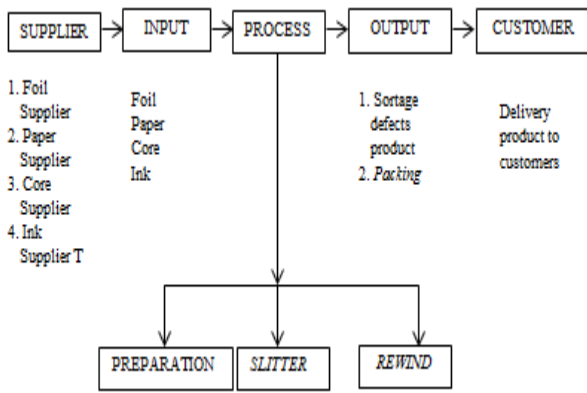 SUPPLIER
INPUT
PROCESS
OUTPUT
CUSTOMER
1. Foil
Supplier
2. Paper
Supplier
3. Core
Supplier
4. Ink
Supplier T
Foil
Paper
Core
Ink
1. Sortage
defects
product
2. Packing
Delivery
product to
customers
PREPARATION
SLITTER
REWIND